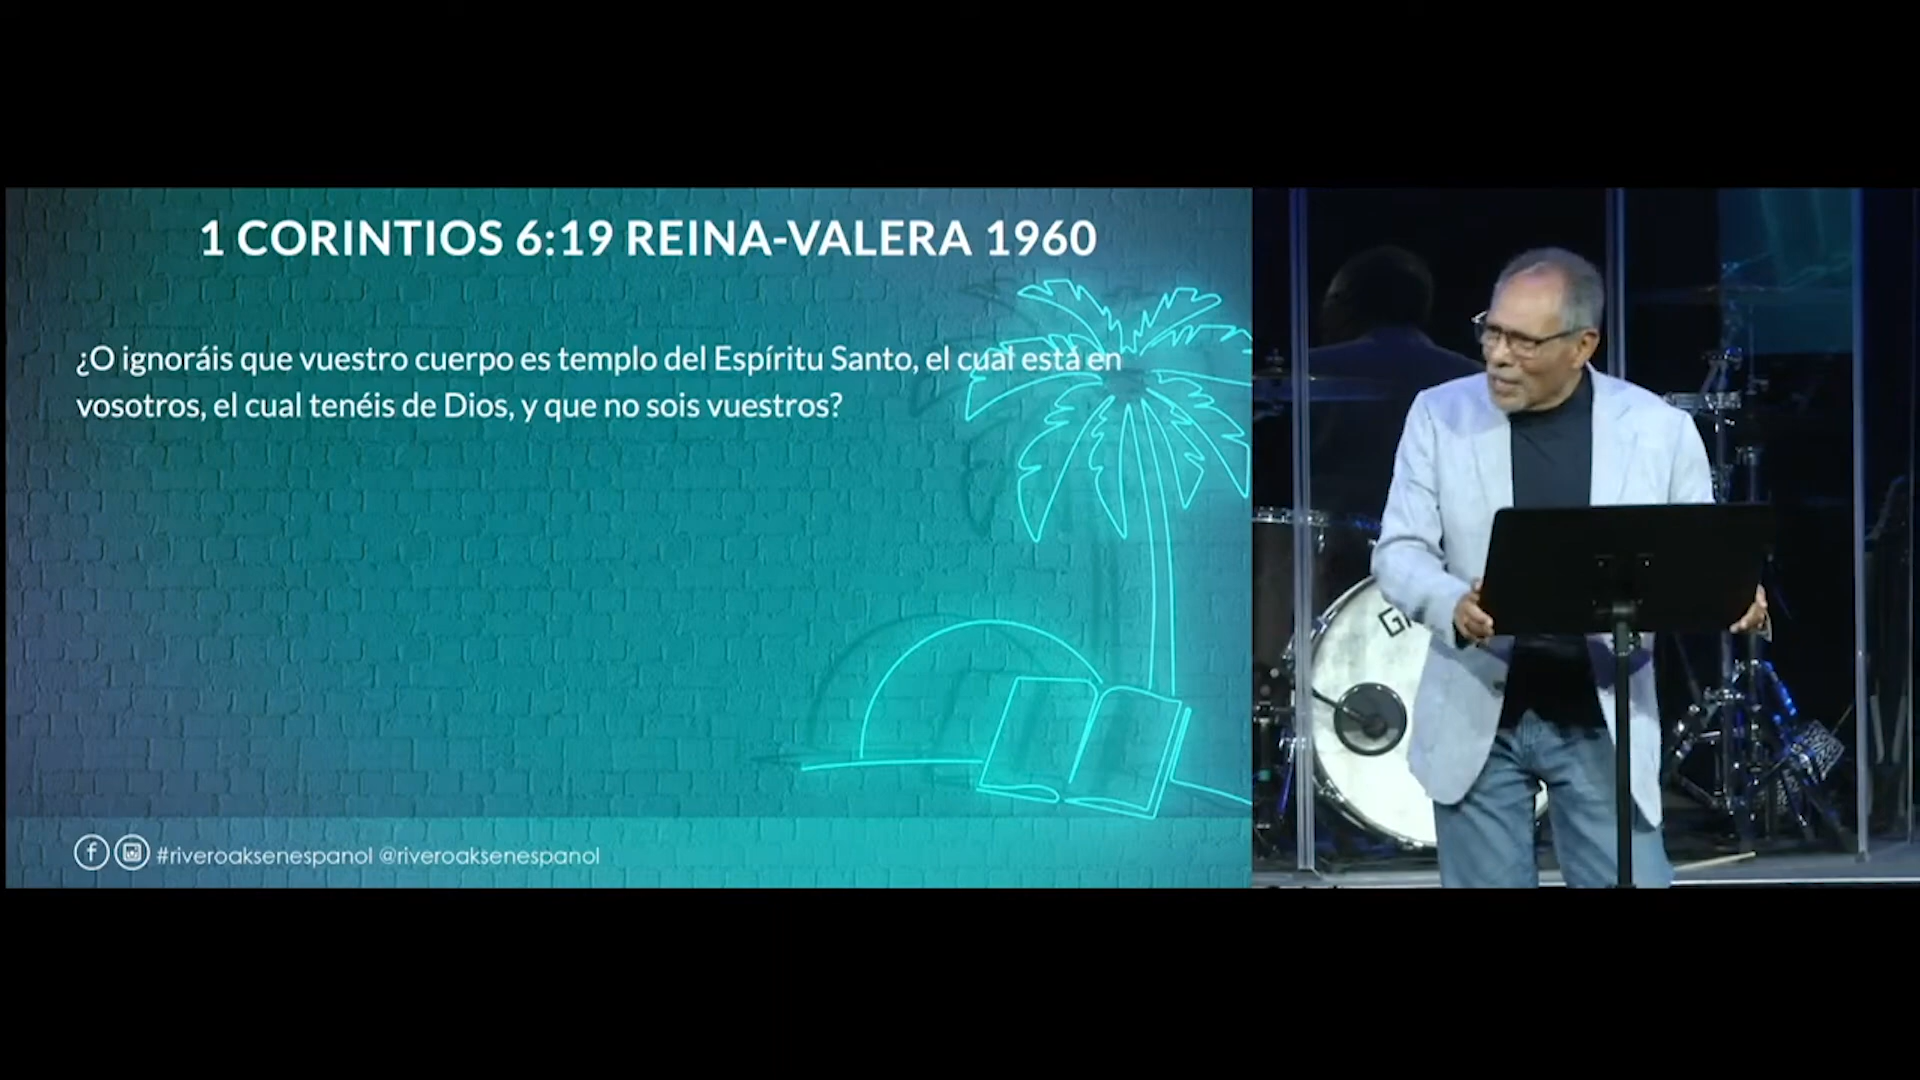 1 CORINTIOS 6:19 REINA-VALERA 1960
¿O ignoráis que vuestro cuerpo es templo del Espíritu Santo, el cual está en
vosotros, el cual tenéis de Dios, y que no sois vuestros?
#riveroaksenespanol @riveroaksenespanol